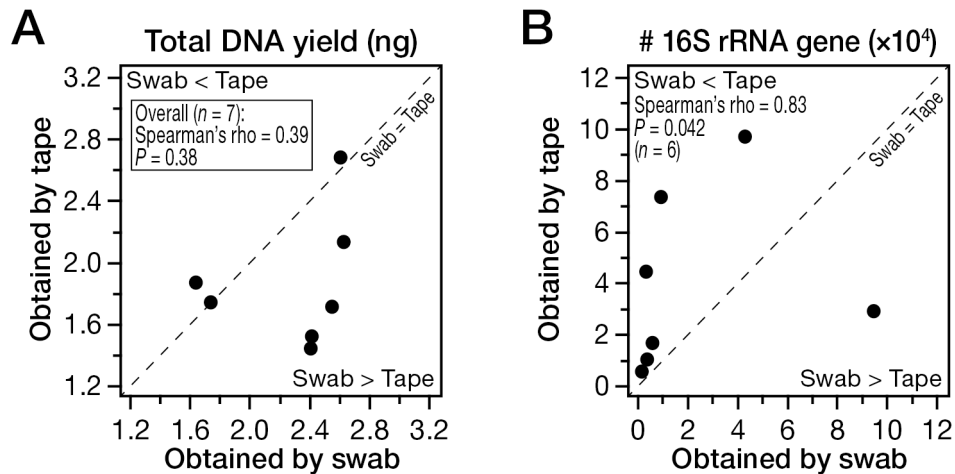 A
Total DNA yield (ng)
3.2
2.8
2.4
2.0
1.6
1.2
Obtained by tape
Swab < Tape
Overall (n = 7):
Spearman's rho = 0.39
P = 0.38
Swab = Tape
Swab > Tape
1.2 1.6 2.0 2.4 2.8 3.2
Obtained by swab
B
# 16S rRNA gene (×10⁴)
12
10
8
6
4
2
0
Obtained by tape
Swab < Tape
Spearman's rho = 0.83
P = 0.042
(n = 6)
Swab = Tape
Swab > Tape
0 2 4 6 8 10 12
Obtained by swab